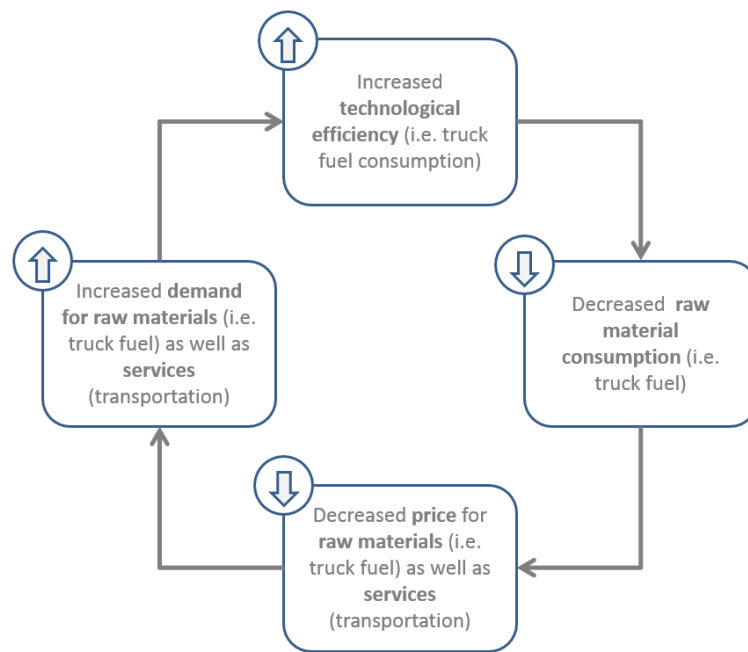 Increased
technological
efficiency (i.e. truck
fuel consumption)
Decreased raw
material
consumption (i.e.
truck fuel)
Decreased price for
raw materials (i.e.
truck fuel) as well as
services
(transportation)
Increased demand
for raw materials (i.e.
truck fuel) as well as
services
(transportation)